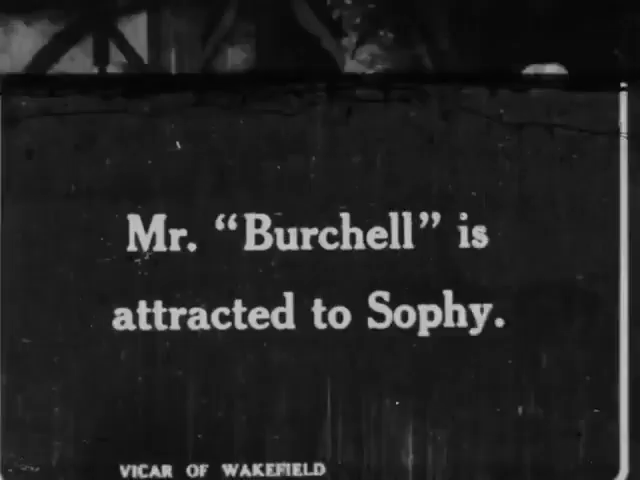 Mr. “Burchell” is
attracted to Sophy.
VICAR OF WAKEFIELD